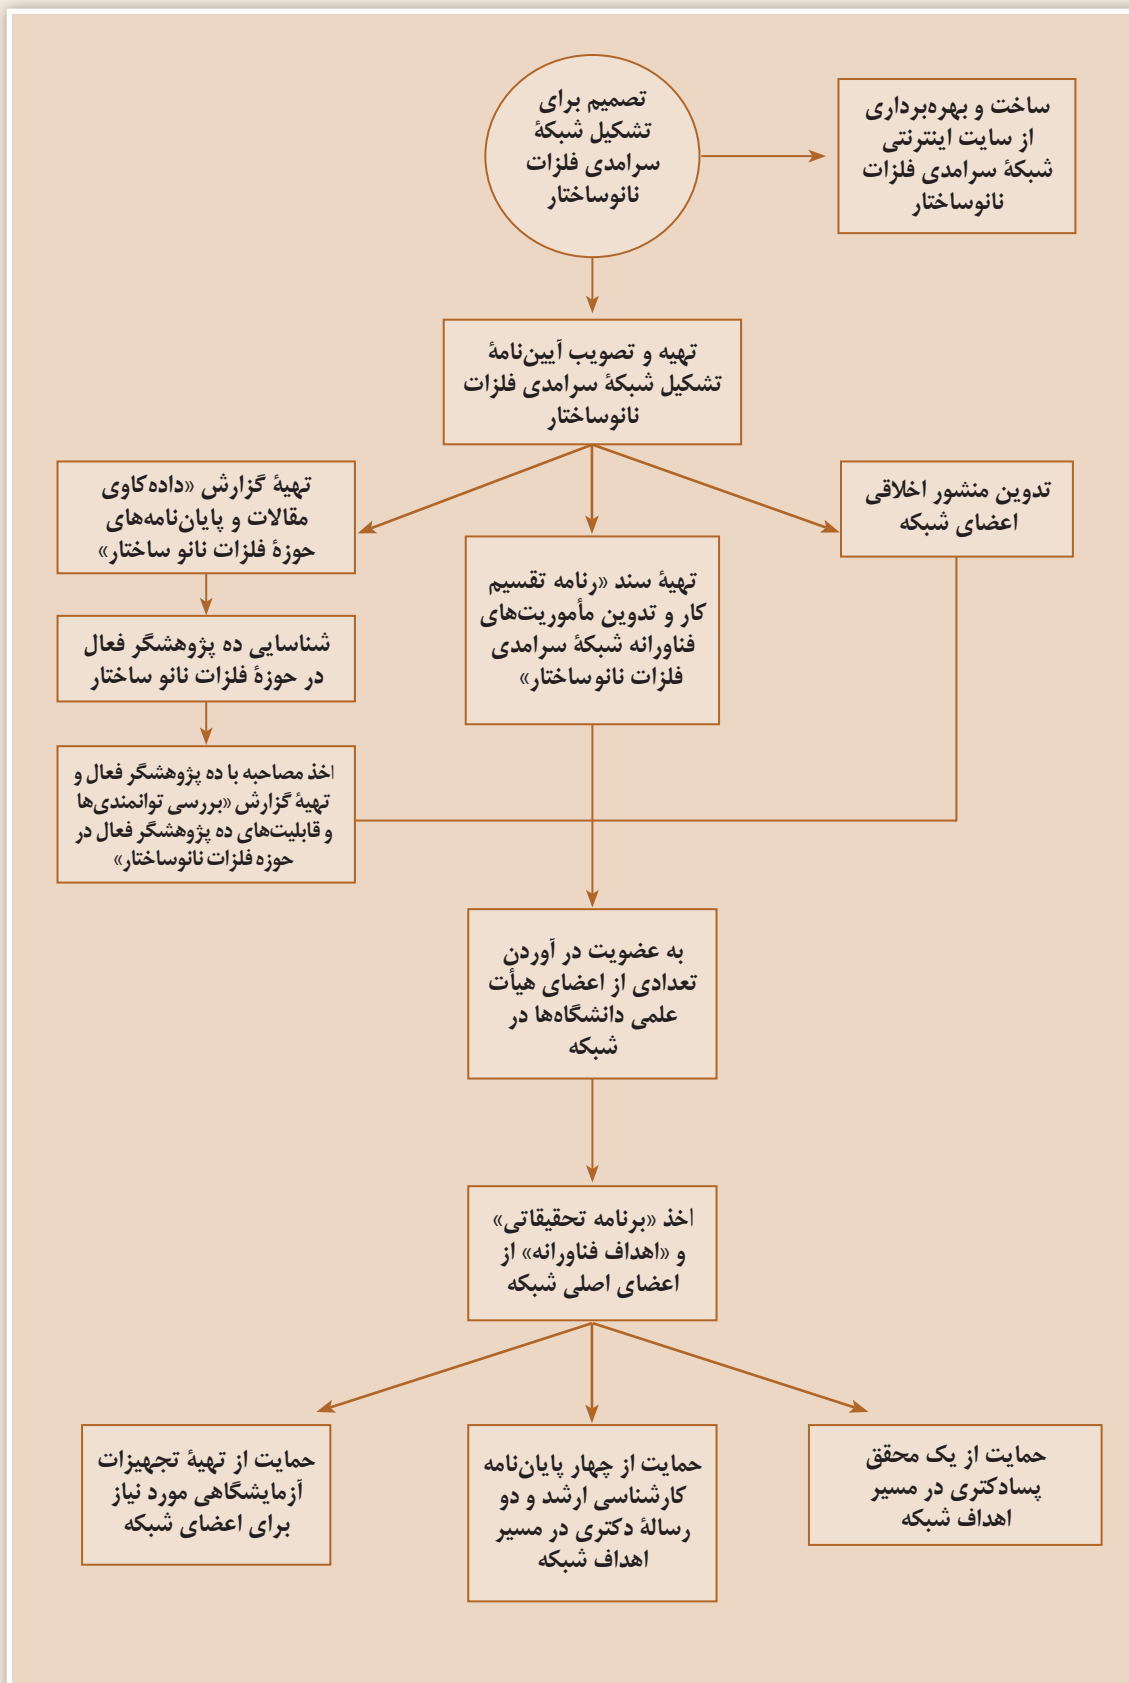 تصمیم برای
تشکیل شبکهٔ
سرامدی فلزات
نانوساختار
ساخت و بهره‌برداری
از سایت اینترنتی
شبکهٔ سرامدی فلزات
نانوساختار
تهیه و تصویب آیین‌نامهٔ
تشکیل شبکهٔ سرامدی فلزات
نانوساختار
تدوین منشور اخلاقی
اعضای شبکه
تهیهٔ سند «رنامه تقسیم
کار و تدوین مأموریت‌های
فناورانه شبکهٔ سرامدی
فلزات نانوساختار»
تهیهٔ گزارش «داده‌کاوی
مقالات و پایان‌نامه‌های
حوزهٔ فلزات نانو ساختار»
شناسایی ده پژوهشگر فعال
در حوزهٔ فلزات نانو ساختار
اخذ مصاحبه با ده پژوهشگر فعال و
تهیهٔ گزارش «بررسی توانمندی‌ها
و قابلیت‌های ده پژوهشگر فعال در
حوزه فلزات نانوساختار»
به عضویت در آوردن
تعدادی از اعضای هیأت
علمی دانشگاه‌ها در
شبکه
اخذ «برنامه تحقیقاتی»
و «اهداف فناورانه» از
اعضای اصلی شبکه
حمایت از یک محقق
پسادکتری در مسیر
اهداف شبکه
حمایت از چهار پایان‌نامه
کارشناسی ارشد و دو
رسالهٔ دکتری در مسیر
اهداف شبکه
حمایت از تهیهٔ تجهیزات
آزمایشگاهی مورد نیاز
برای اعضای شبکه